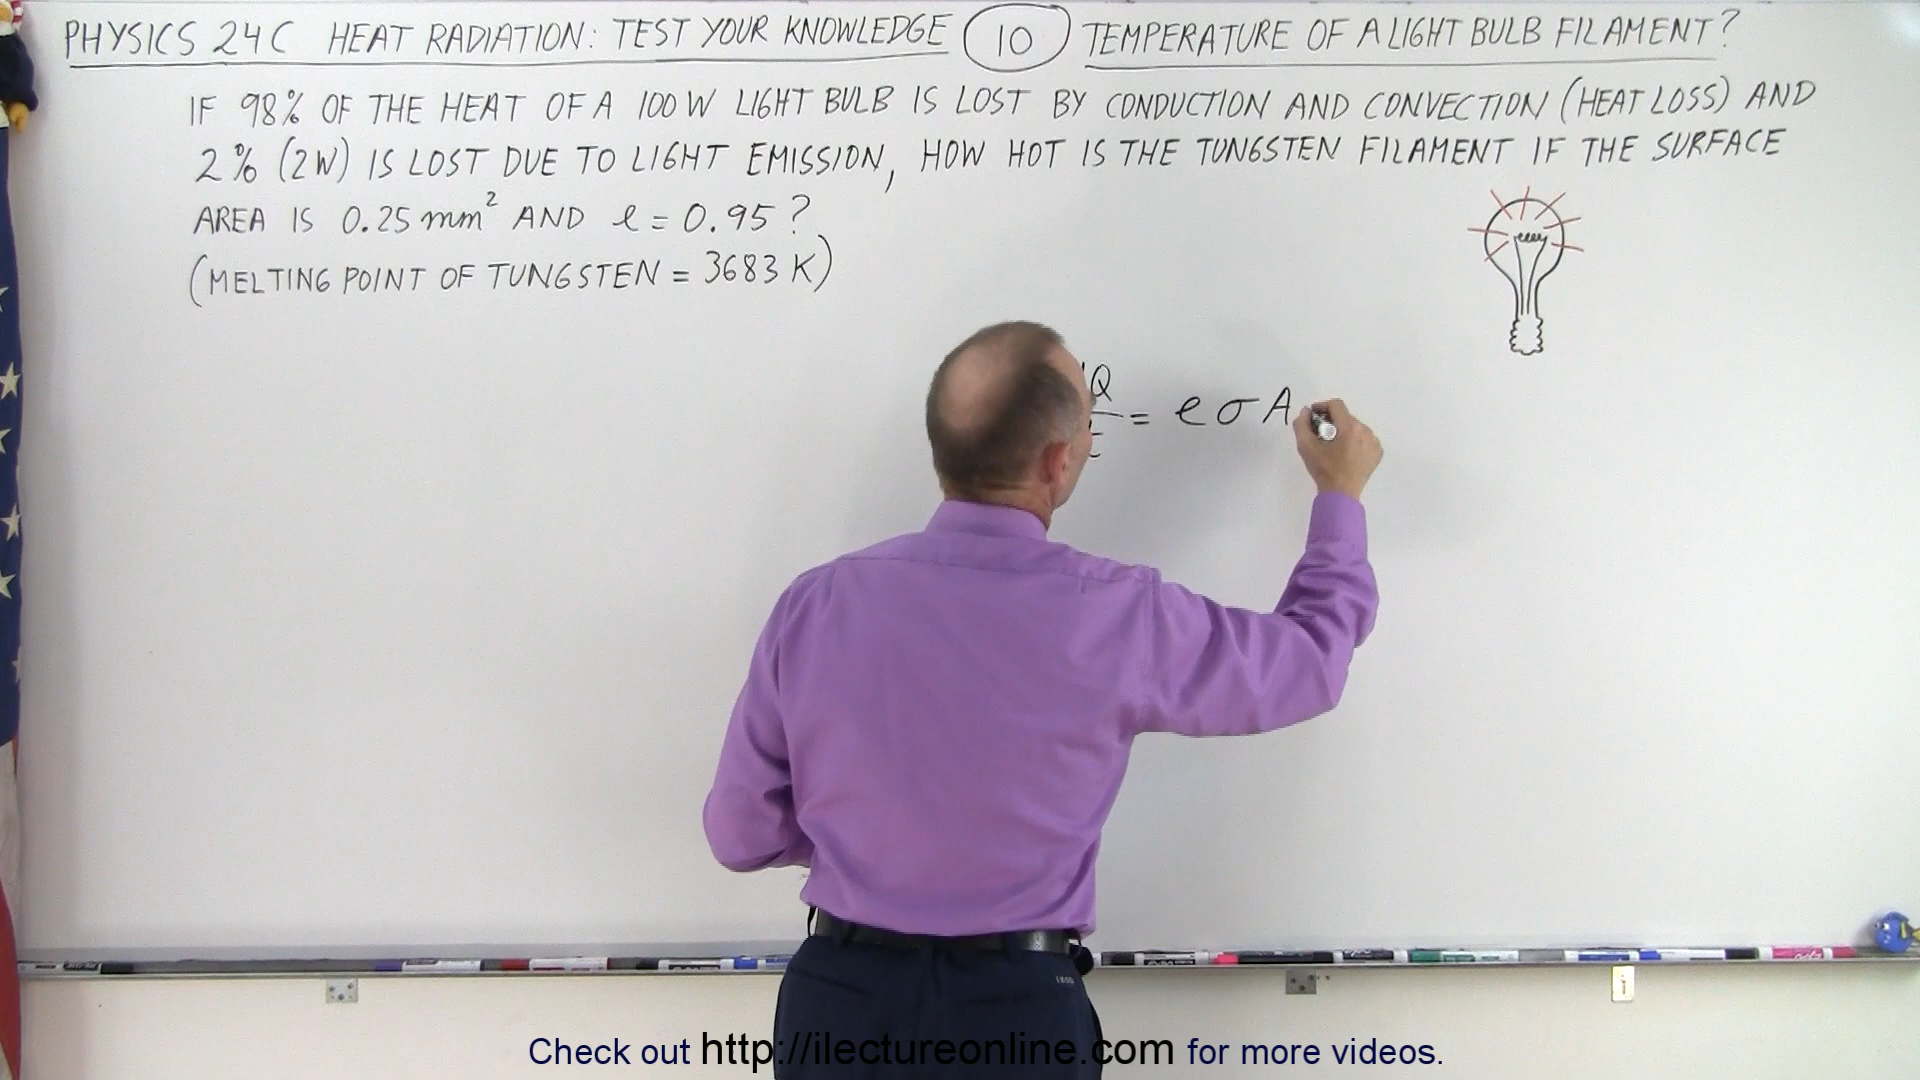 PHYSICS 24C HEAT RADIATION: TEST YOUR KNOWLEDGE 10 TEMPERATURE OF A LIGHT BULB FILAMENT?
IF 98% OF THE HEAT OF A 100W LIGHT BULB IS LOST BY CONDUCTION AND CONVECTION (HEAT LOSS) AND
2% (2W) IS LOST DUE TO LIGHT EMISSION, HOW HOT IS THE TUNGSTEN FILAMENT IF THE SURFACE
AREA IS 0.25 mm² AND e = 0.95?
(MELTING POINT OF TUNGSTEN = 3683 K)
Q
= e σ A
Check out http://ilectureonline.com for more videos.